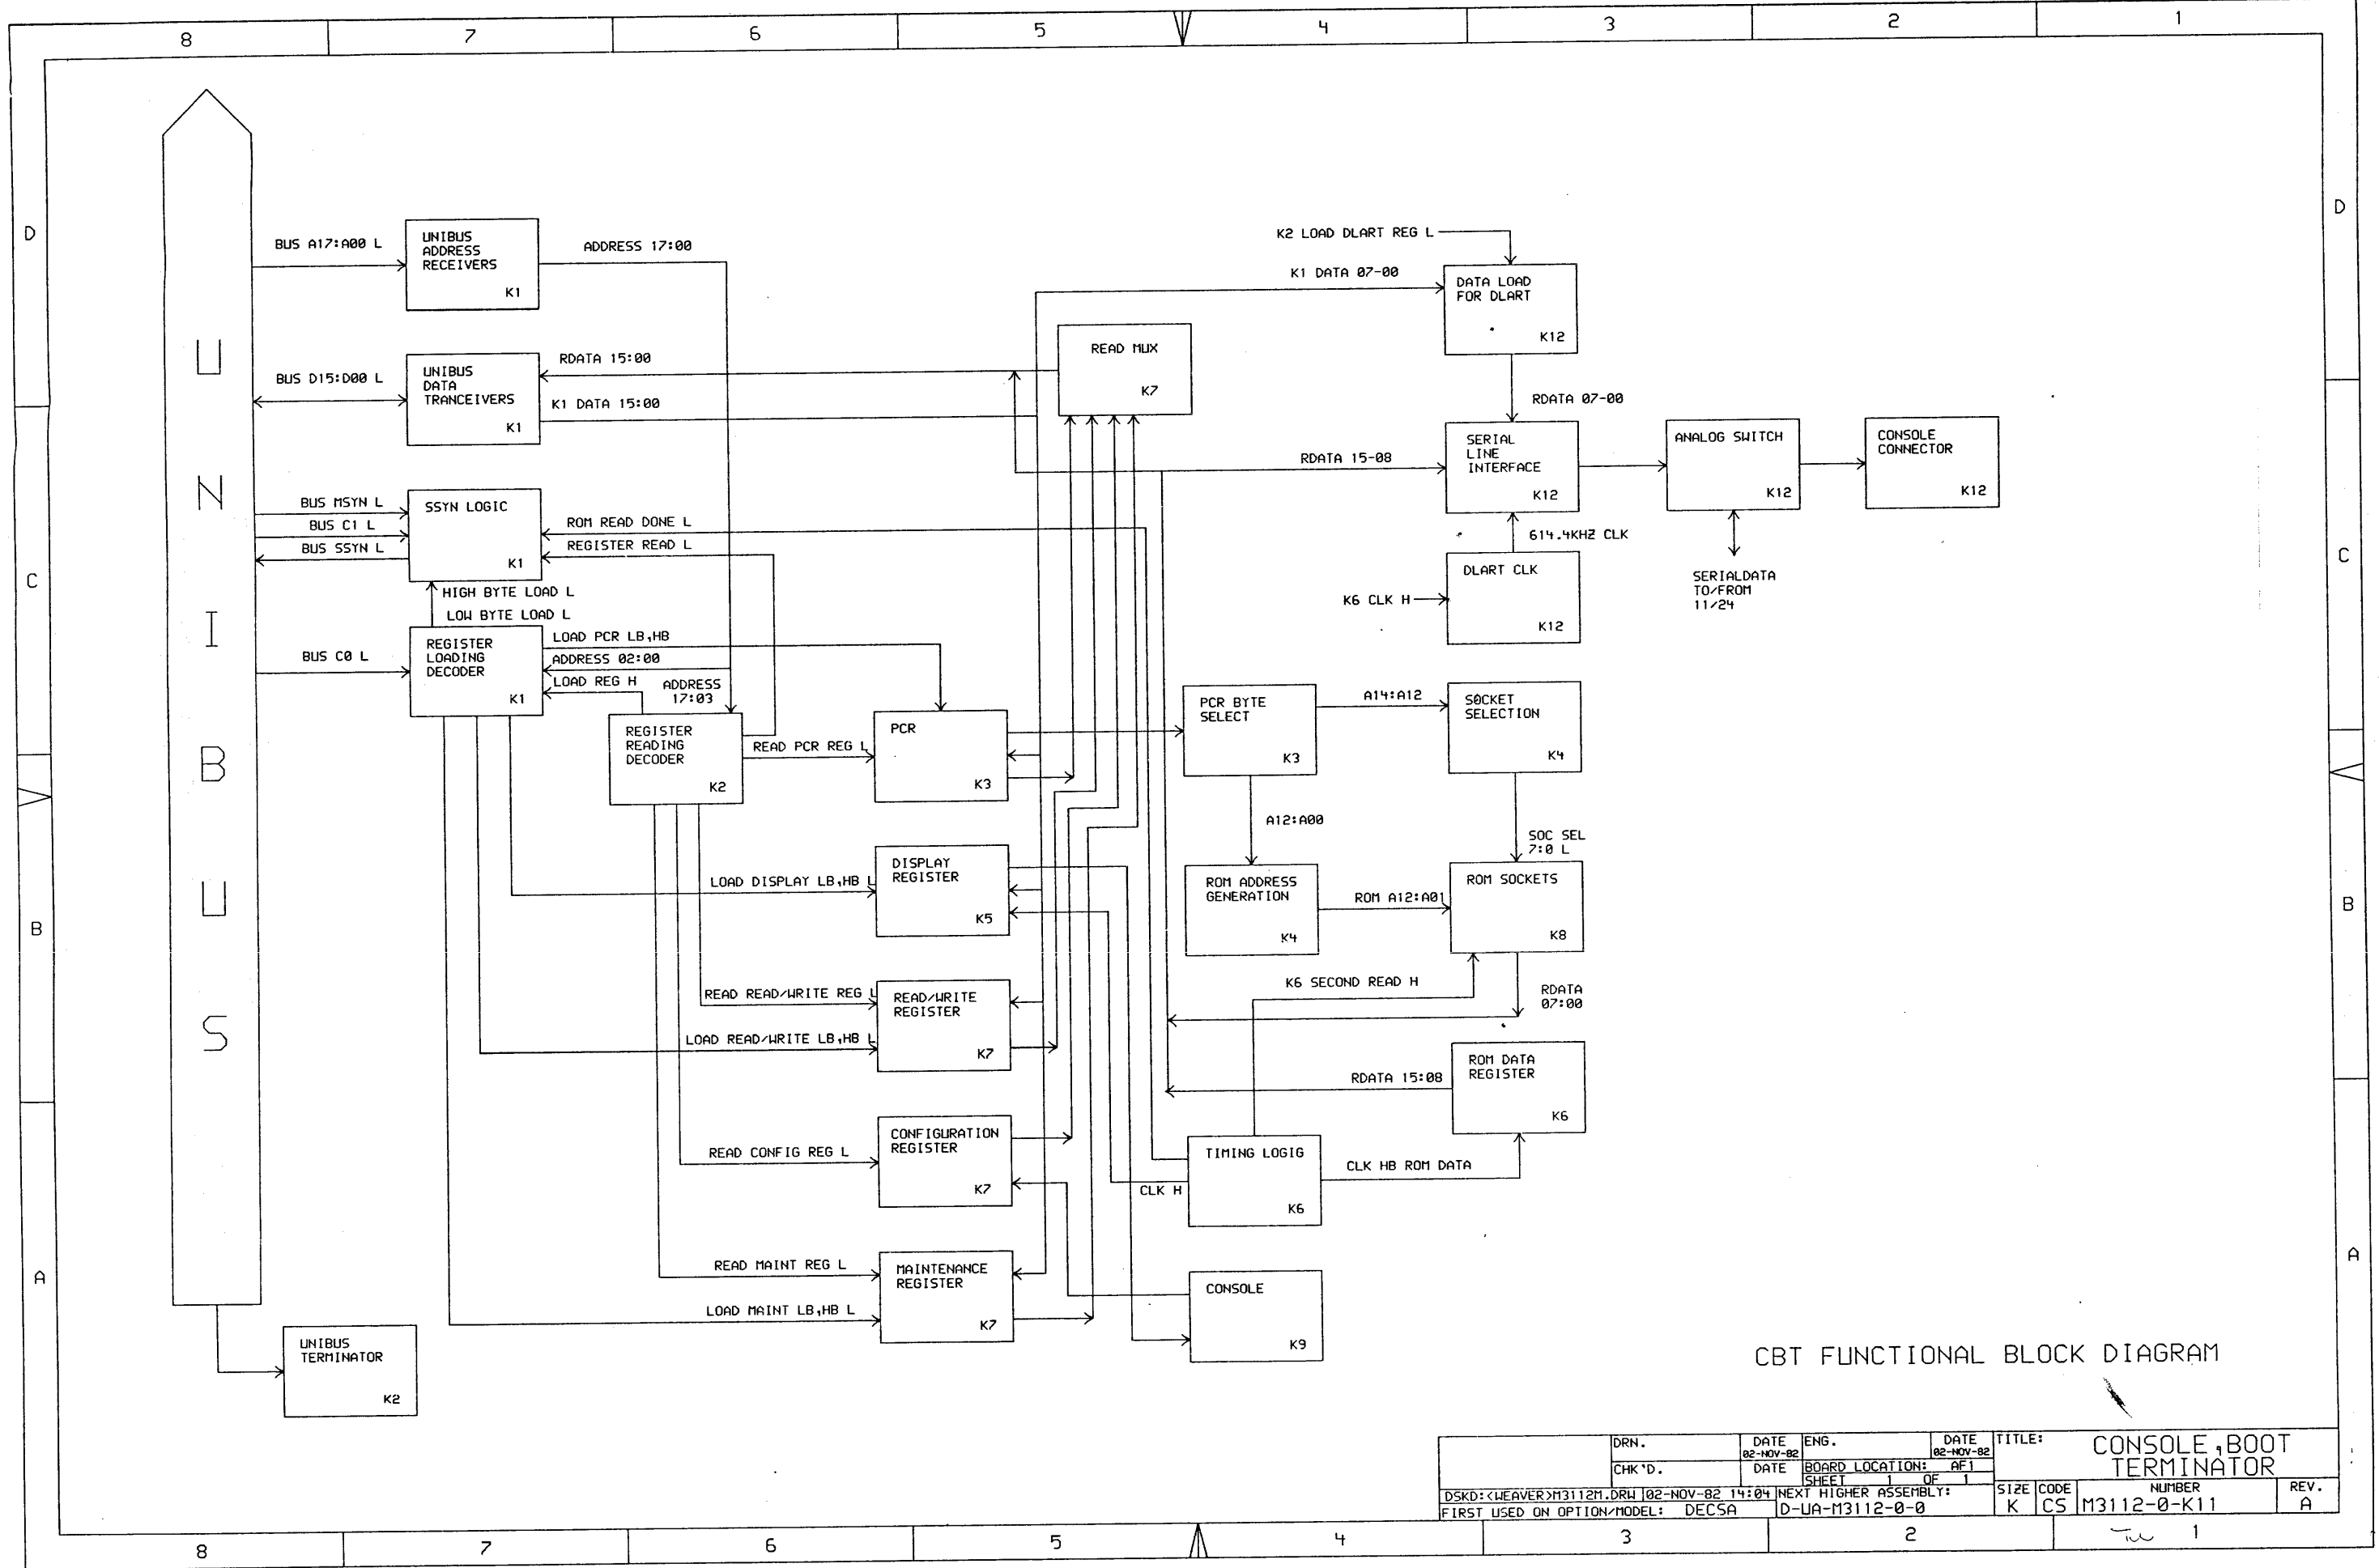 8 7 6 5 4 3 2 1
D
C
B
A
D
C
B
A
UNIBUS
BUS A17:A00 L
UNIBUS
ADDRESS
RECEIVERS
K1
ADDRESS 17:00
BUS D15:D00 L
UNIBUS
DATA
TRANCEIVERS
K1
RDATA 15:00
K1 DATA 15:00
READ MUX
K7
K2 LOAD DLART REG L
K1 DATA 07-00
DATA LOAD
FOR DLART
K12
RDATA 07-00
BUS MSYN L
BUS C1 L
BUS SSYN L
SSYN LOGIC
K1
ROM READ DONE L
REGISTER READ L
RDATA 15-08
SERIAL
LINE
INTERFACE
K12
ANALOG SWITCH
K12
CONSOLE
CONNECTOR
K12
614.4KHZ CLK
SERIALDATA
TO/FROM
11/24
K6 CLK H
DLART CLK
K12
HIGH BYTE LOAD L
LOW BYTE LOAD L
BUS C0 L
REGISTER
LOADING
DECODER
K1
LOAD PCR LB,HB
ADDRESS 02:00
LOAD REG H
ADDRESS
17:03
REGISTER
READING
DECODER
K2
READ PCR REG L
PCR
K3
PCR BYTE
SELECT
K3
A14:A12
SOCKET
SELECTION
K4
A12:A00
SOC SEL
7:0 L
LOAD DISPLAY LB,HB L
DISPLAY
REGISTER
K5
ROM ADDRESS
GENERATION
K4
ROM A12:A01
ROM SOCKETS
K8
K6 SECOND READ H
RDATA
07:00
READ READ/WRITE REG L
READ/WRITE
REGISTER
K7
LOAD READ/WRITE LB,HB L
RDATA 15:08
ROM DATA
REGISTER
K6
READ CONFIG REG L
CONFIGURATION
REGISTER
K7
CLK H
TIMING LOGIG
K6
CLK HB ROM DATA
READ MAINT REG L
MAINTENANCE
REGISTER
K7
LOAD MAINT LB,HB L
CONSOLE
K9
UNIBUS
TERMINATOR
K2
CBT FUNCTIONAL BLOCK DIAGRAM
DRN.
DATE
02-NOV-82
ENG.
DATE
02-NOV-82
TITLE:
CONSOLE,BOOT
TERMINATOR
CHK'D.
DATE
BOARD LOCATION: AF1
SHEET 1 OF 1
DSKD:<WEAVER>M3112M.DRW
02-NOV-82 14:04
NEXT HIGHER ASSEMBLY:
FIRST USED ON OPTION/MODEL: DECSA
D-UA-M3112-0-0
SIZE
K
CODE
CS
NUMBER
M3112-0-K11
REV.
A
8 7 6 5 4 3 2 1